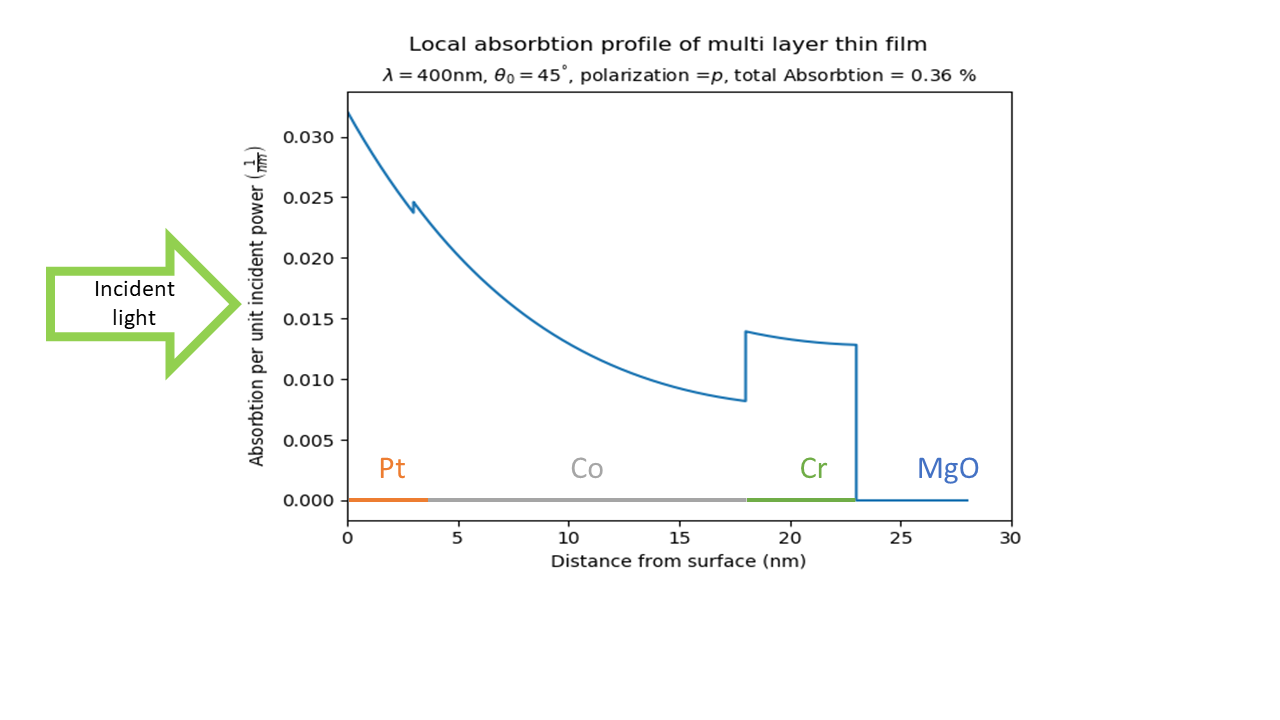 Local absorbtion profile of multi layer thin film
λ = 400nm, θ₀ = 45°, polarization =p, total Absorbtion = 0.36 %
Absorbtion per unit incident power (1/nm)
0.030
0.025
0.020
0.015
0.010
0.005
0.000
Incident
light
Pt
Co
Cr
MgO
0
5
10
15
20
25
30
Distance from surface (nm)